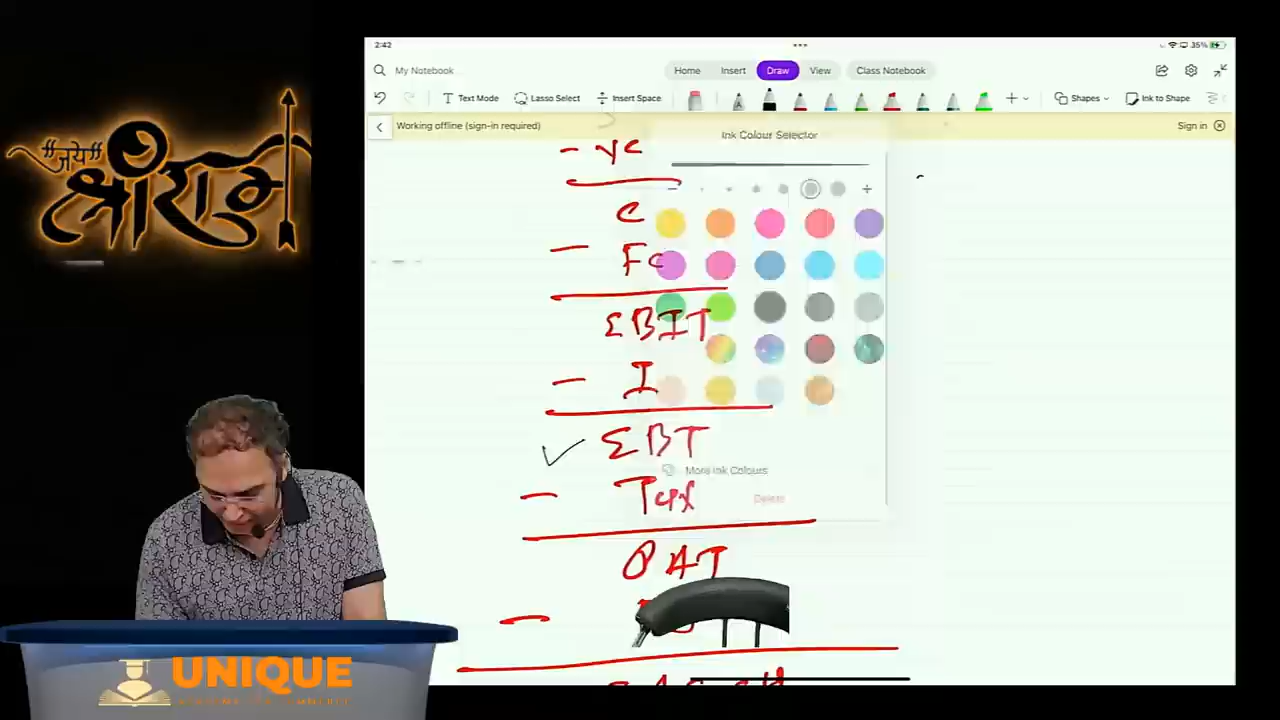 2:42
35%
My Notebook
Home Insert Draw View Class Notebook
Text Mode Lasso Select Insert Space Shapes Ink to Shape
Working offline (sign-in required) Sign in
Ink Colour Selector
"जय"
श्री राम
- VC
C
- FC
EBIT
- I
EBT
More Ink Colours
- Tax
Delete
PAT
UNIQUE